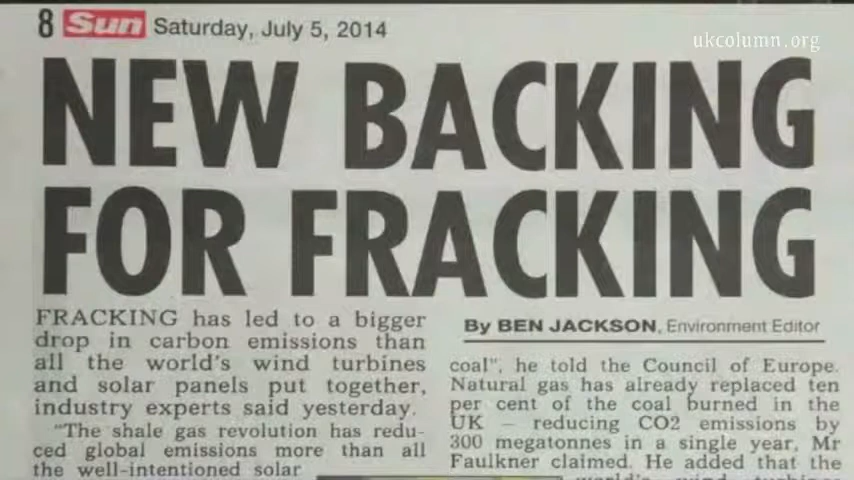 8 Sun Saturday, July 5, 2014
ukcolumn.org
NEW BACKING
FOR FRACKING
FRACKING has led to a bigger
drop in carbon emissions than
all the world's wind turbines
and solar panels put together,
industry experts said yesterday.
"The shale gas revolution has redu-
ced global emissions more than all
the well-intentioned solar
By BEN JACKSON, Environment Editor
coal", he told the Council of Europe.
Natural gas has already replaced ten
per cent of the coal burned in the
UK – reducing CO2 emissions by
300 megatonnes in a single year, Mr
Faulkner claimed. He added that the